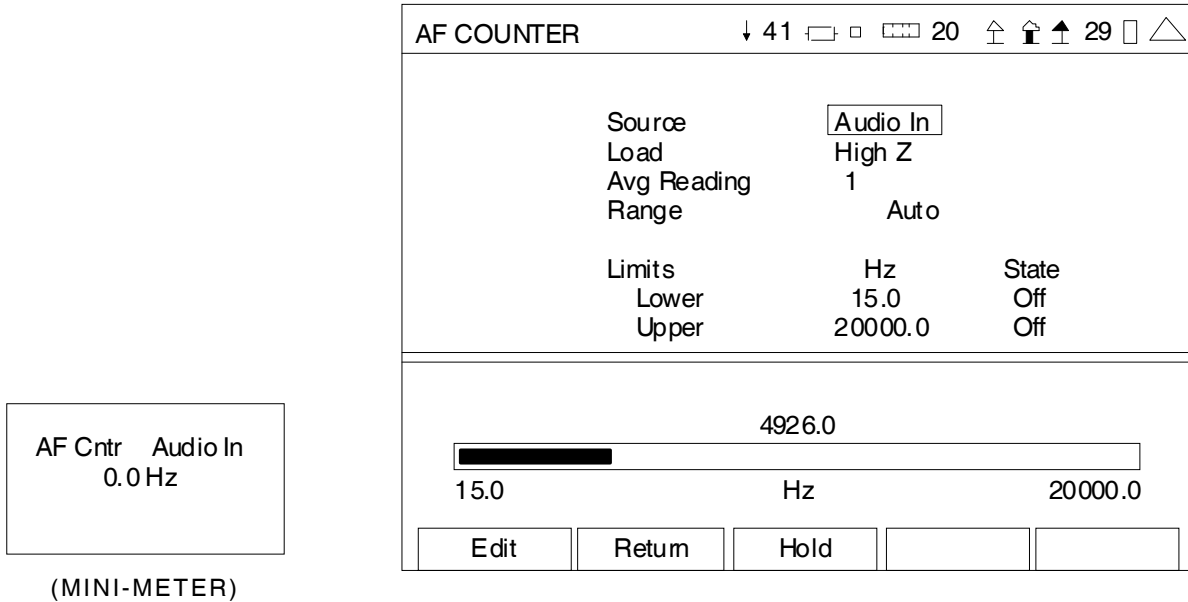 AF COUNTER 41 20 29
Source Audio In
Load High Z
Avg Reading 1
Range Auto
Limits Hz State
Lower 15.0 Off
Upper 20000.0 Off
4926.0
15.0 Hz 20000.0
Edit Return Hold
AF Cntr Audio In
0.0 Hz
(MINI-METER)